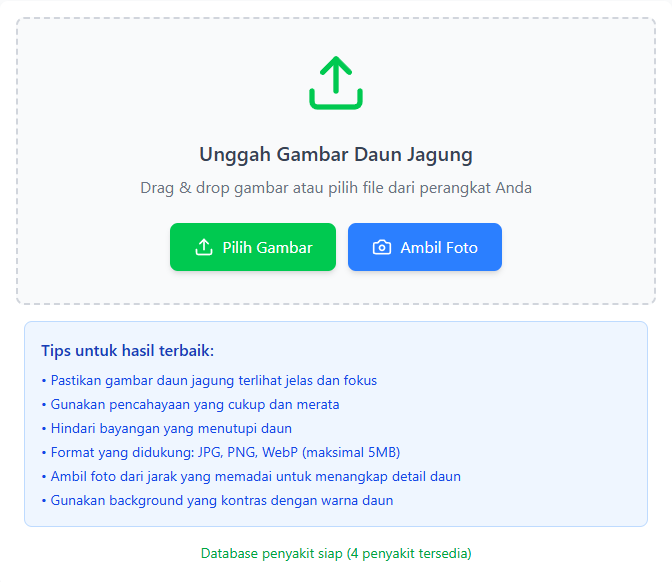 Unggah Gambar Daun Jagung
Drag & drop gambar atau pilih file dari perangkat Anda
Pilih Gambar
Ambil Foto
Tips untuk hasil terbaik:
• Pastikan gambar daun jagung terlihat jelas dan fokus
• Gunakan pencahayaan yang cukup dan merata
• Hindari bayangan yang menutupi daun
• Format yang didukung: JPG, PNG, WebP (maksimal 5MB)
• Ambil foto dari jarak yang memadai untuk menangkap detail daun
• Gunakan background yang kontras dengan warna daun
Database penyakit siap (4 penyakit tersedia)